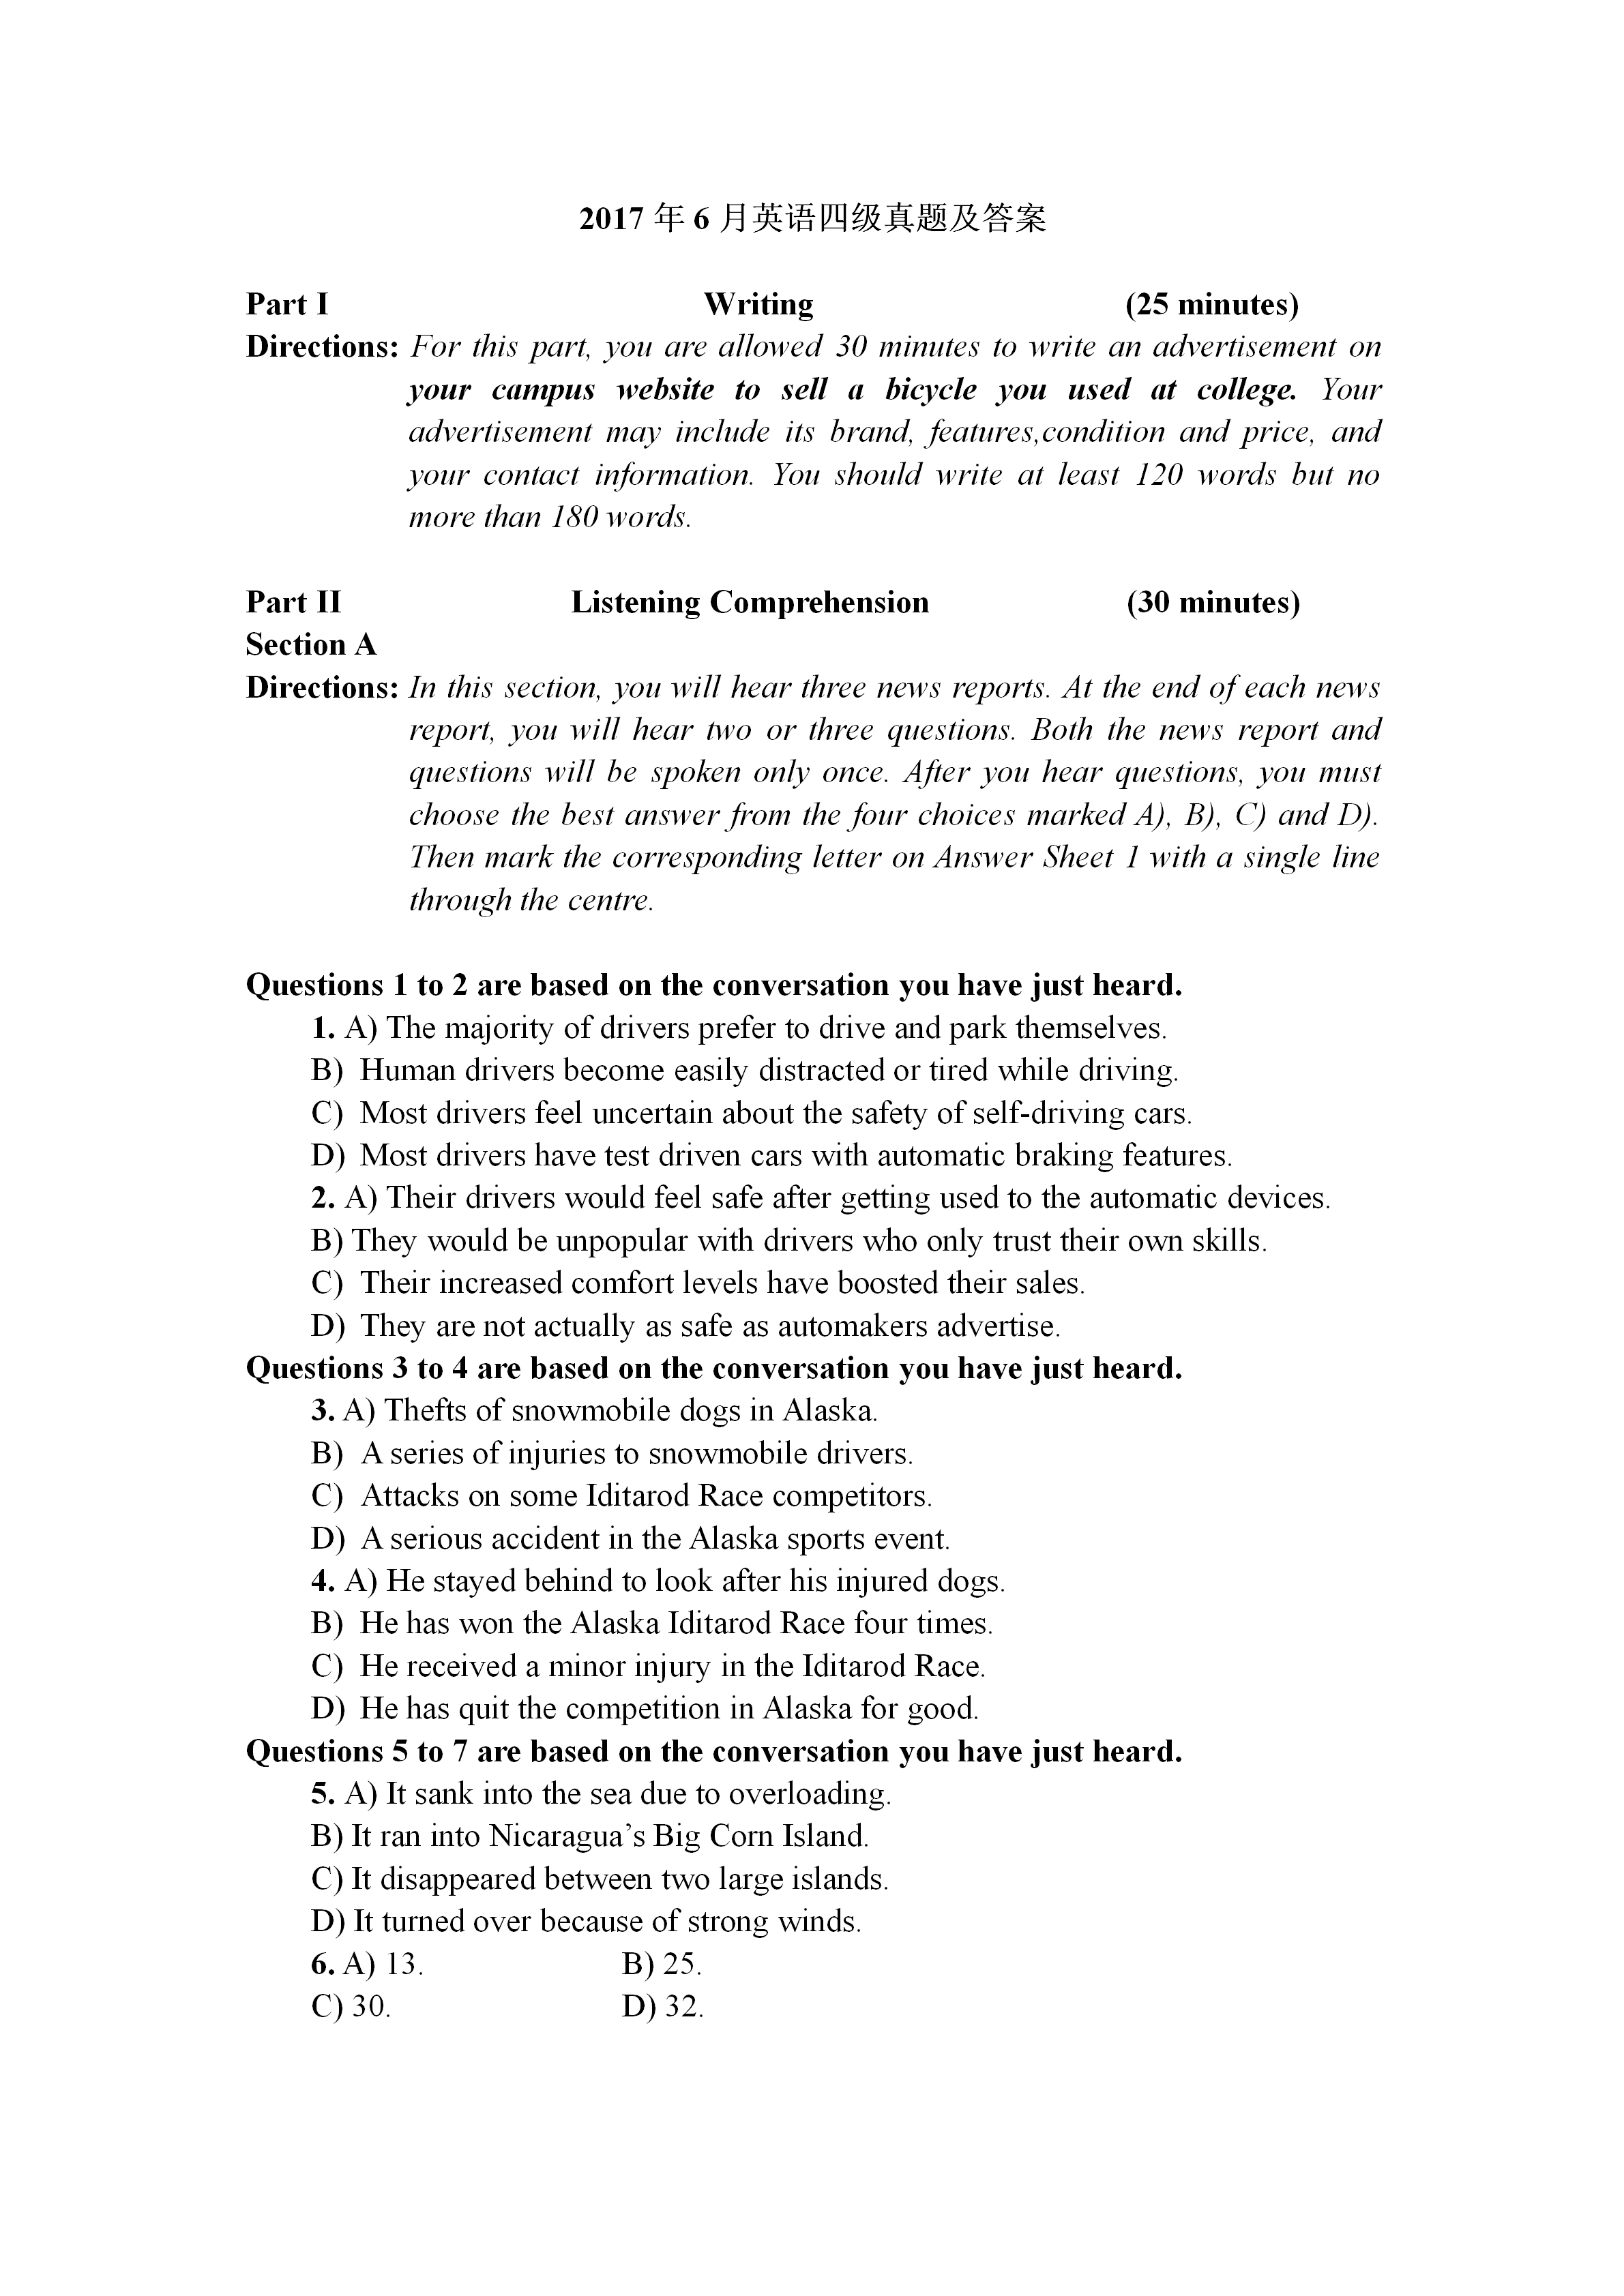 2017 年 6 月英语四级真题及答案
Part I Writing (25 minutes)
Directions: For this part, you are allowed 30 minutes to write an advertisement on
your campus website to sell a bicycle you used at college. Your
advertisement may include its brand, features,condition and price, and
your contact information. You should write at least 120 words but no
more than 180 words.
Part II Listening Comprehension (30 minutes)
Section A
Directions: In this section, you will hear three news reports. At the end of each news
report, you will hear two or three questions. Both the news report and
questions will be spoken only once. After you hear questions, you must
choose the best answer from the four choices marked A), B), C) and D).
Then mark the corresponding letter on Answer Sheet 1 with a single line
through the centre.
Questions 1 to 2 are based on the conversation you have just heard.
1. A) The majority of drivers prefer to drive and park themselves.
B) Human drivers become easily distracted or tired while driving.
C) Most drivers feel uncertain about the safety of self-driving cars.
D) Most drivers have test driven cars with automatic braking features.
2. A) Their drivers would feel safe after getting used to the automatic devices.
B) They would be unpopular with drivers who only trust their own skills.
C) Their increased comfort levels have boosted their sales.
D) They are not actually as safe as automakers advertise.
Questions 3 to 4 are based on the conversation you have just heard.
3. A) Thefts of snowmobile dogs in Alaska.
B) A series of injuries to snowmobile drivers.
C) Attacks on some Iditarod Race competitors.
D) A serious accident in the Alaska sports event.
4. A) He stayed behind to look after his injured dogs.
B) He has won the Alaska Iditarod Race four times.
C) He received a minor injury in the Iditarod Race.
D) He has quit the competition in Alaska for good.
Questions 5 to 7 are based on the conversation you have just heard.
5. A) It sank into the sea due to overloading.
B) It ran into Nicaragua’s Big Corn Island.
C) It disappeared between two large islands.
D) It turned over because of strong winds.
6. A) 13. B) 25.
C) 30. D) 32.